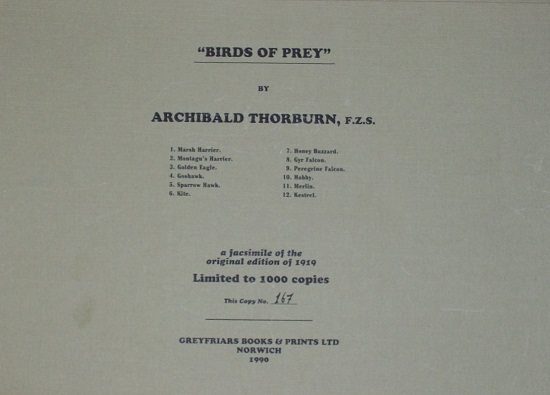 "BIRDS OF PREY"
BY
ARCHIBALD THORBURN, F.Z.S.
1. Marsh Harrier.
2. Montagu's Harrier.
3. Golden Eagle.
4. Goshawk.
5. Sparrow Hawk.
6. Kite.
7. Honey Buzzard.
8. Gyr Falcon.
9. Peregrine Falcon.
10. Hobby.
11. Merlin.
12. Kestrel.
a facsimile of the
original edition of 1919
Limited to 1000 copies
This Copy No. 167
GREYFRIARS BOOKS & PRINTS LTD
NORWICH
1990